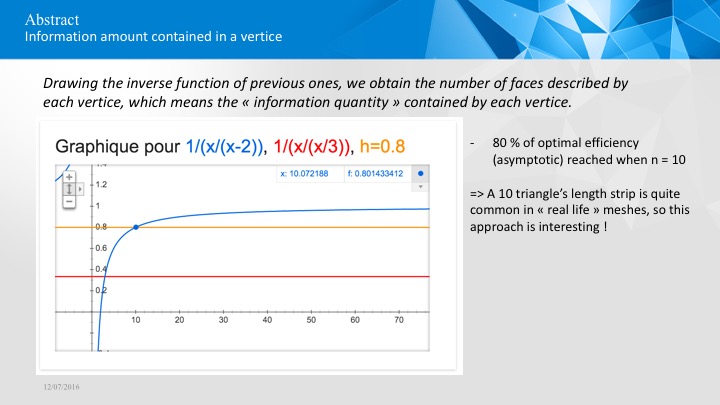 Abstract
Information amount contained in a vertice
Drawing the inverse function of previous ones, we obtain the number of faces described by
each vertice, which means the « information quantity » contained by each vertice.
Graphique pour 1/(x/(x-2)), 1/(x/(x/3)), h=0.8
x: 10.072188 f: 0.801433412
1.4
1.2
1
0.8
0.6
0.4
0.2
10 20 30 40 50 60 70
- 80 % of optimal efficiency
(asymptotic) reached when n = 10
=> A 10 triangle’s length strip is quite
common in « real life » meshes, so this
approach is interesting !
12/07/2016